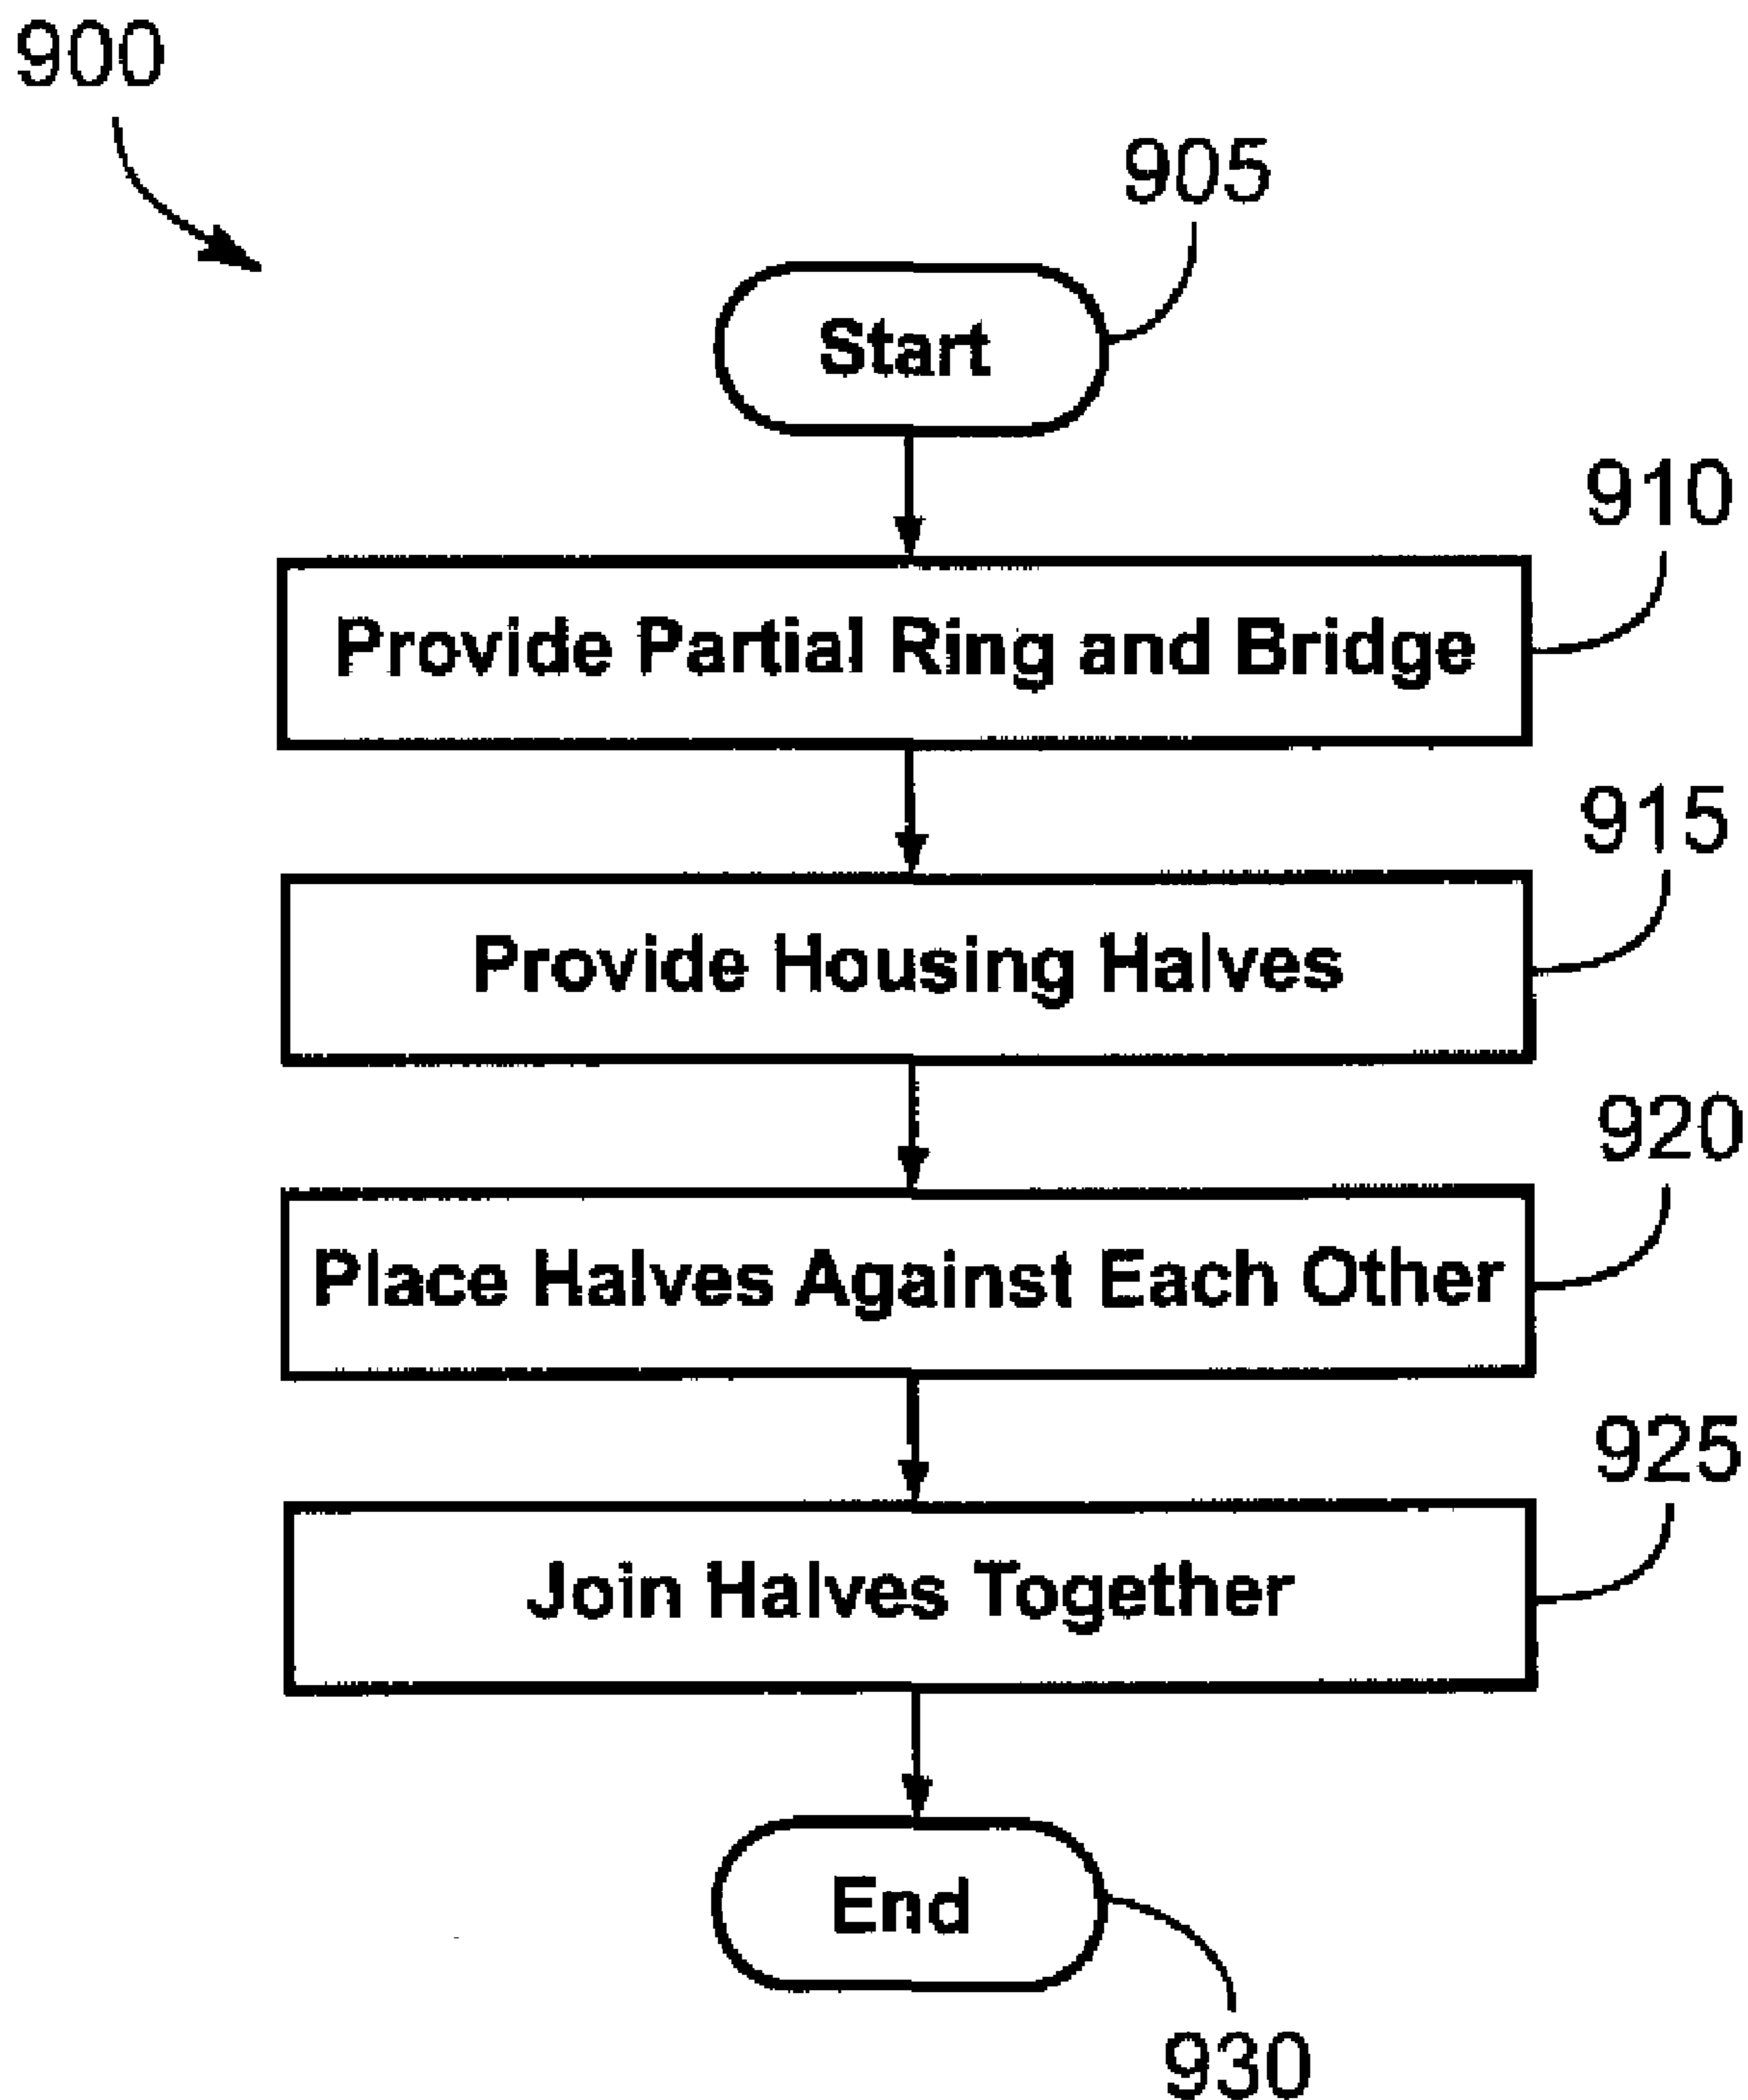 900
905
Start
910
Provide Partial Ring and Bridge
915
Provide Housing Halves
920
Place Halves Against Each Other
925
Join Halves Together
End
930